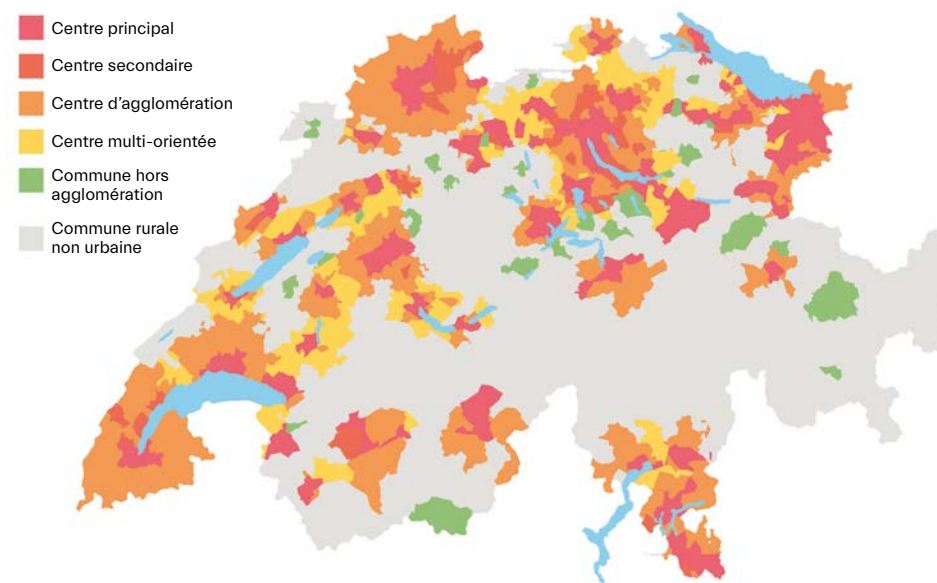 Centre principal
Centre secondaire
Centre d’agglomération
Centre multi-orientée
Commune hors
agglomération
Commune rurale
non urbaine